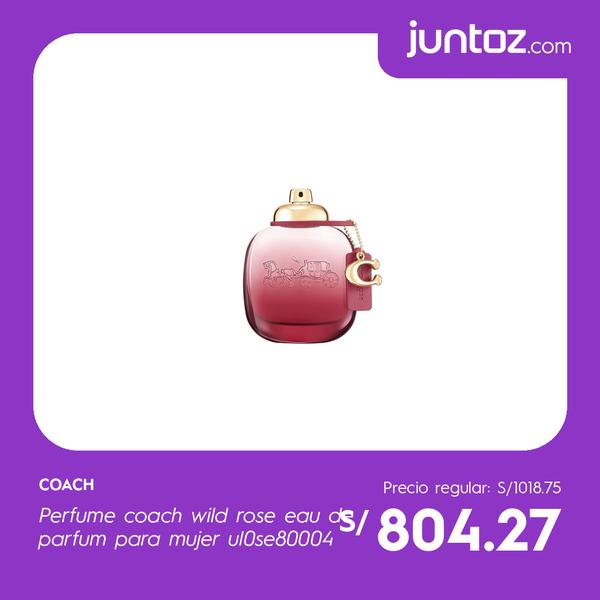 juntoz.com
COACH
Precio regular: S/1018.75
Perfume coach wild rose eau de
parfum para mujer ul0se80004
S/ 804.27